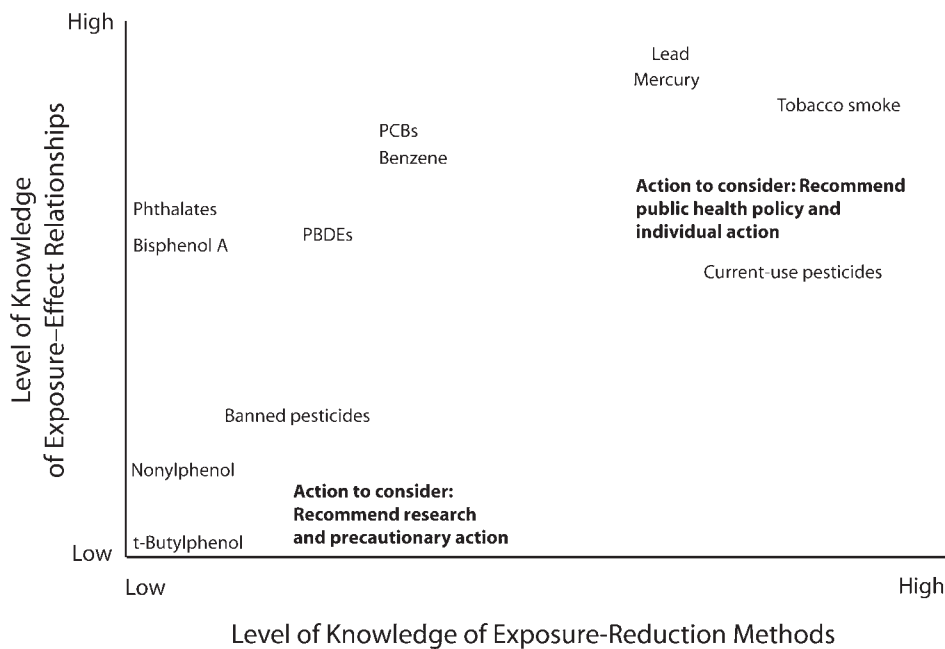 High
Lead
Mercury
Tobacco smoke
PCBs
Benzene
Action to consider: Recommend
public health policy and
individual action
Phthalates
PBDEs
Bisphenol A
Current-use pesticides
Level of Knowledge
of Exposure–Effect Relationships
Banned pesticides
Nonylphenol
Action to consider:
Recommend research
and precautionary action
t-Butylphenol
Low
Low
High
Level of Knowledge of Exposure-Reduction Methods